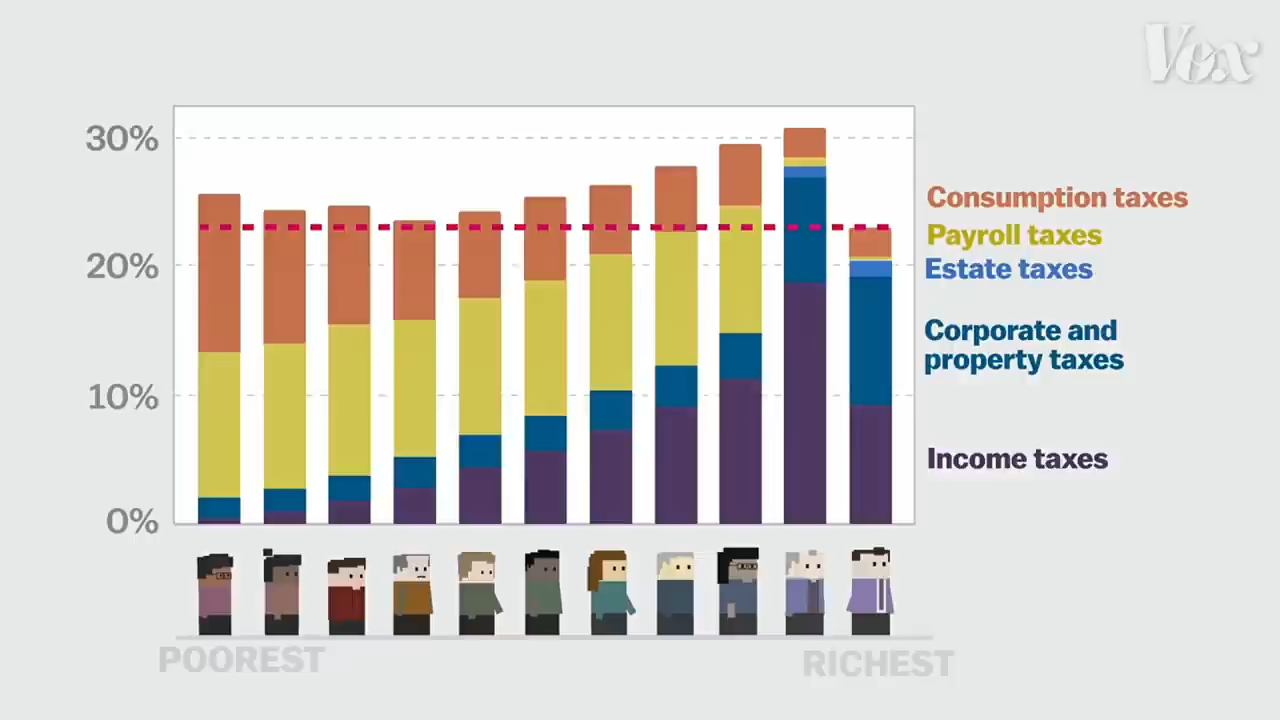 Vox
30%
20%
10%
0%
Consumption taxes
Payroll taxes
Estate taxes
Corporate and
property taxes
Income taxes
POOREST
RICHEST